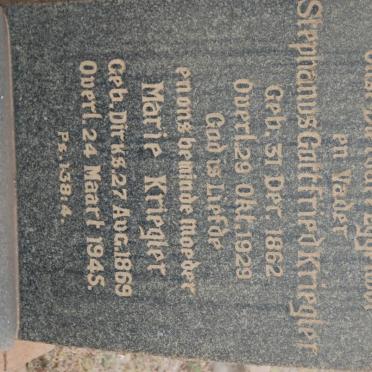 en Vader
Stephanus Gottfried Kriegler
Geb. 31 Des 1862
Overl. 29 Okt. 1929
God is Liefde
en ons beminde Moeder
Marie Kriegler
Geb. Dirks. 27 Aug. 1869
Overl. 24 Maart 1945.
Ps. 138:4.